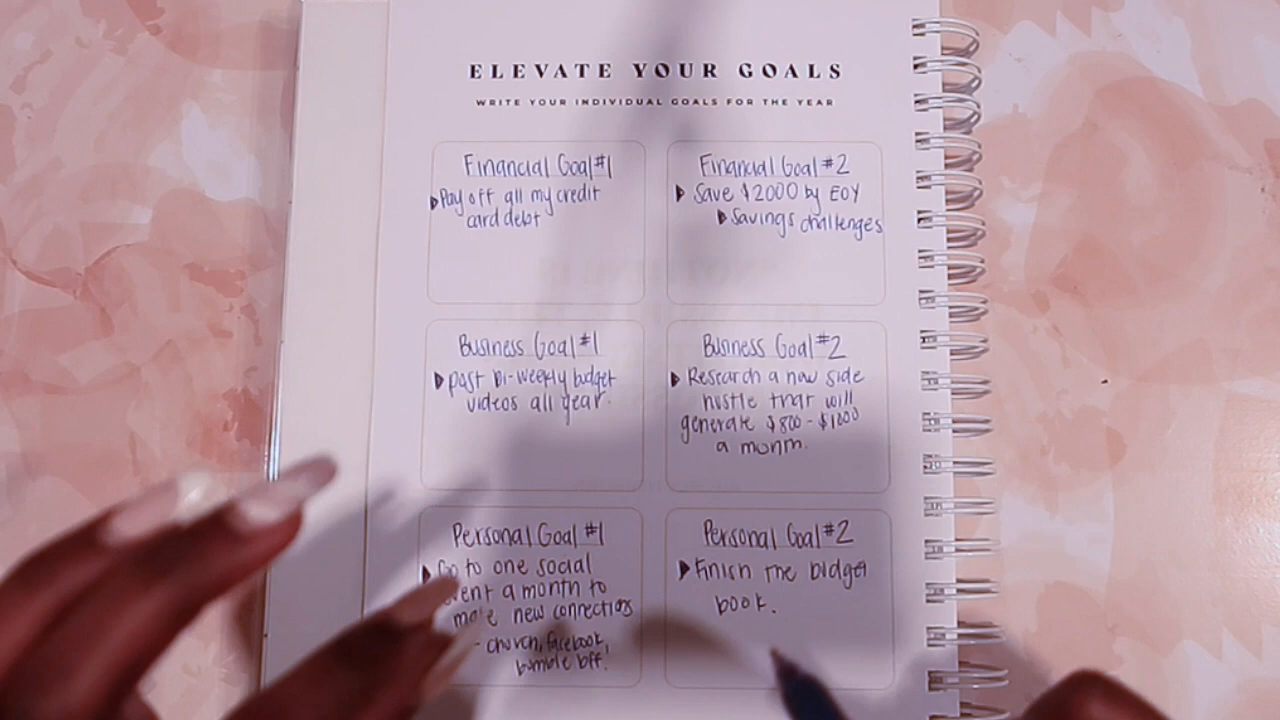 ELEVATE YOUR GOALS
WRITE YOUR INDIVIDUAL GOALS FOR THE YEAR
Financial Goal #1
Pay off all my credit
card debt
Financial Goal #2
Save $2000 by EOY
Savings challenges
Business Goal #1
post bi-weekly budget
videos all year.
Business Goal #2
Research a new side
hustle that will
generate $800 - $1000
a month.
Personal Goal #1
Go to one social
event a month to
make new connections
- church, facebook,
bumble bff.
Personal Goal #2
Finish the budget
book.